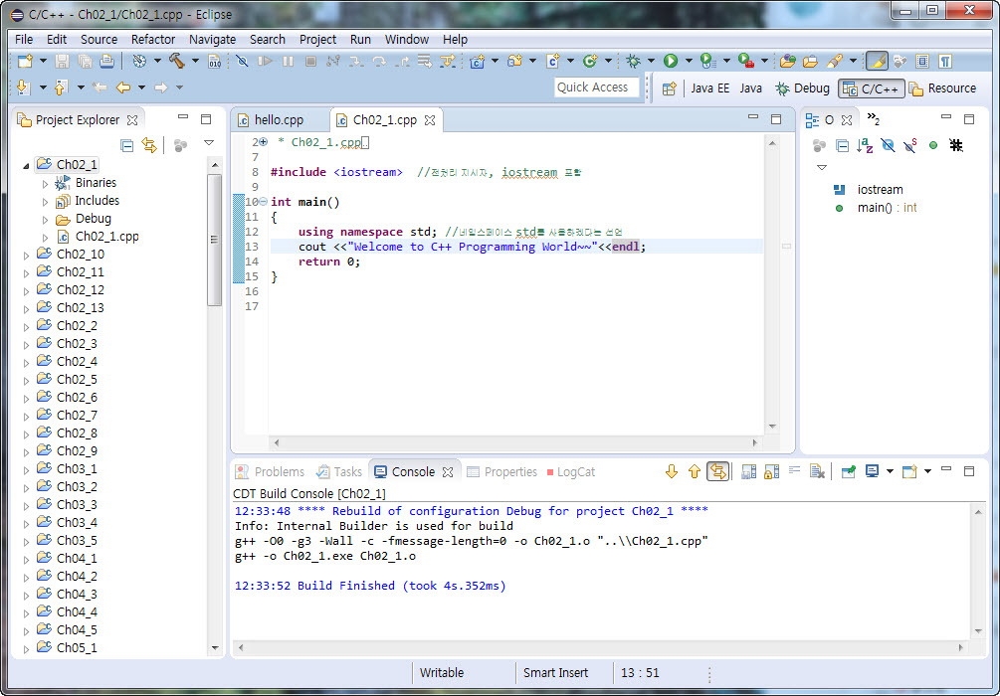 C/C++ - Ch02_1/Ch02_1.cpp - Eclipse
File Edit Source Refactor Navigate Search Project Run Window Help
Quick Access
Java EE Java Debug C/C++ Resource
Project Explorer
Ch02_1
Binaries
Includes
Debug
Ch02_1.cpp
Ch02_10
Ch02_11
Ch02_12
Ch02_13
Ch02_2
Ch02_3
Ch02_4
Ch02_5
Ch02_6
Ch02_7
Ch02_8
Ch02_9
Ch03_1
Ch03_2
Ch03_3
Ch03_4
Ch03_5
Ch04_1
Ch04_2
Ch04_3
Ch04_4
Ch04_5
Ch05_1
hello.cpp Ch02_1.cpp
2 * Ch02_1.cpp
7
8 #include <iostream> //전처리 지시자, iostream 포함
9
10 int main()
11 {
12 using namespace std; //네임스페이스 std를 사용하겠다는 선언
13 cout <<"Welcome to C++ Programming World~~"<<endl;
14 return 0;
15 }
16
17
O »2
iostream
main() : int
Problems Tasks Console Properties LogCat
CDT Build Console [Ch02_1]
12:33:48 **** Rebuild of configuration Debug for project Ch02_1 ****
Info: Internal Builder is used for build
g++ -O0 -g3 -Wall -c -fmessage-length=0 -o Ch02_1.o "..\\Ch02_1.cpp"
g++ -o Ch02_1.exe Ch02_1.o
12:33:52 Build Finished (took 4s.352ms)
Writable Smart Insert 13 : 51